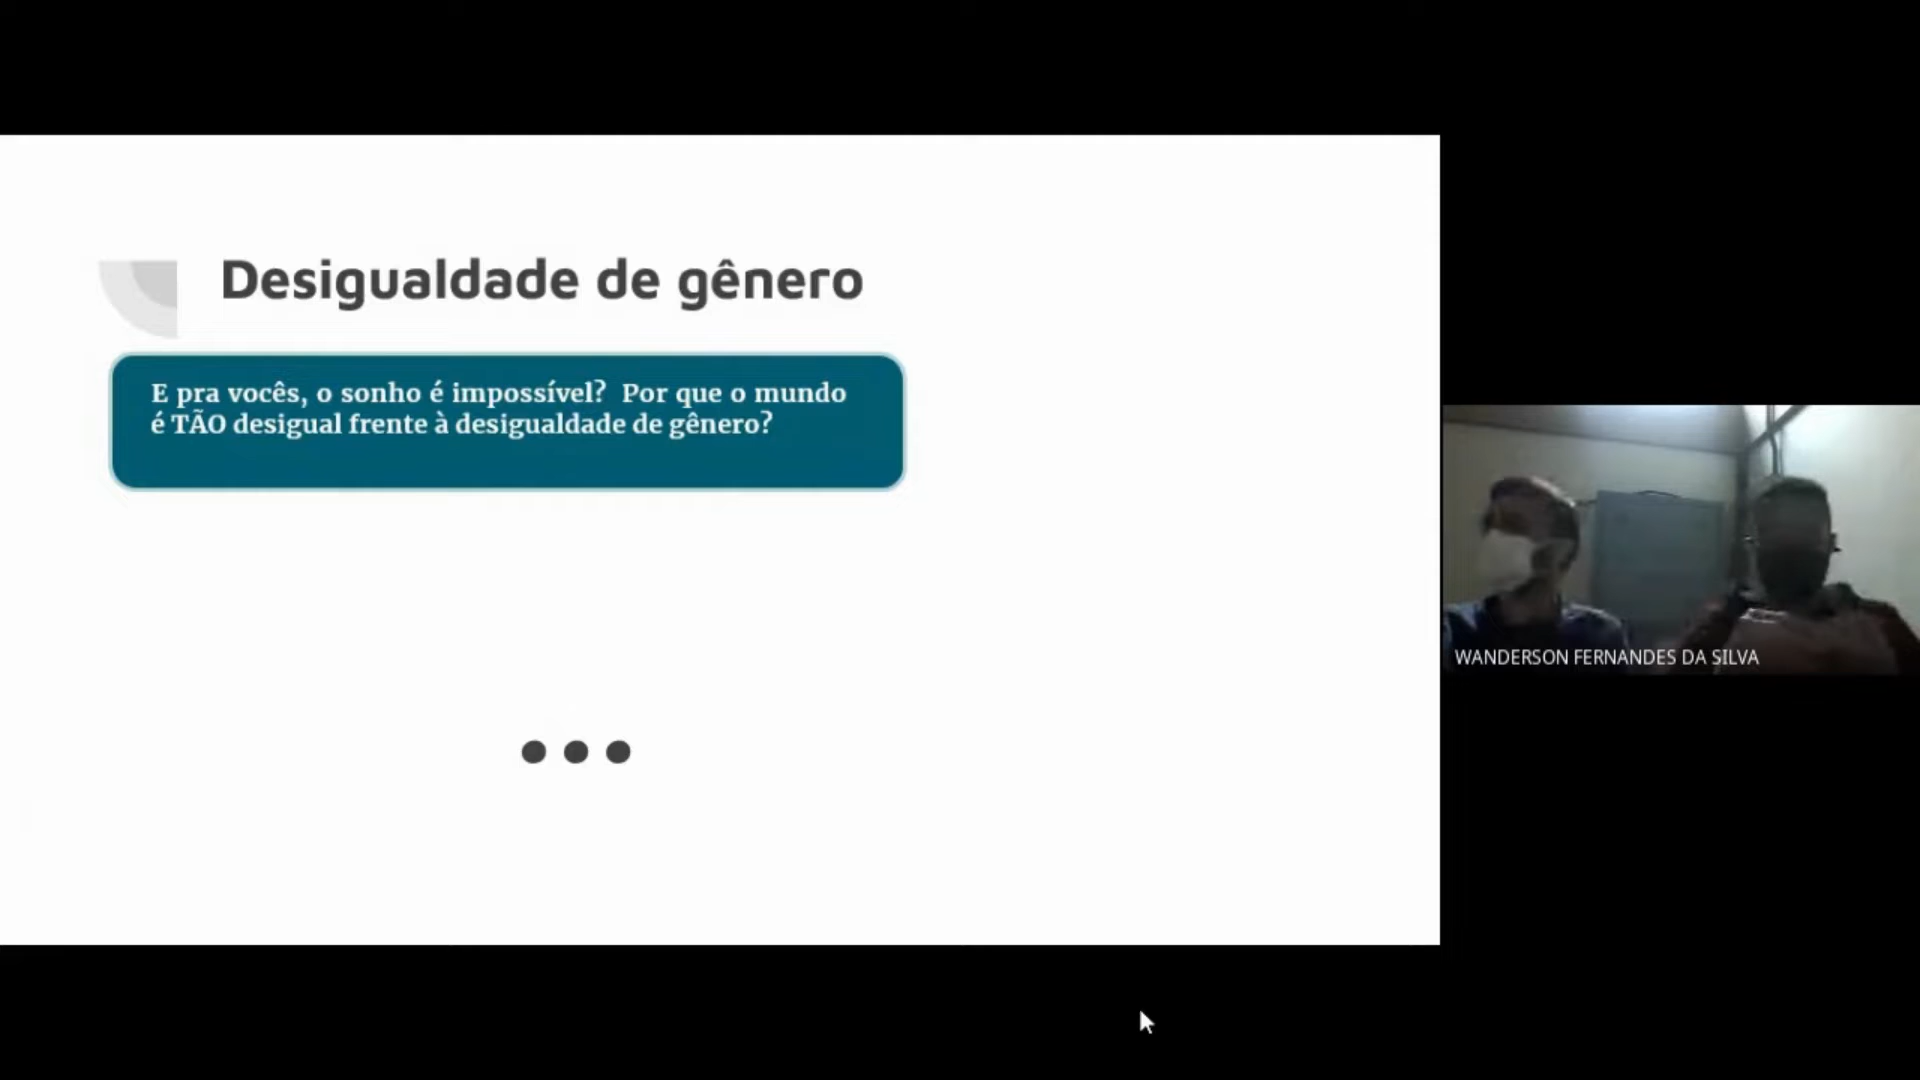 Desigualdade de gênero
E pra vocês, o sonho é impossível? Por que o mundo
é TÃO desigual frente à desigualdade de gênero?
WANDERSON FERNANDES DA SILVA